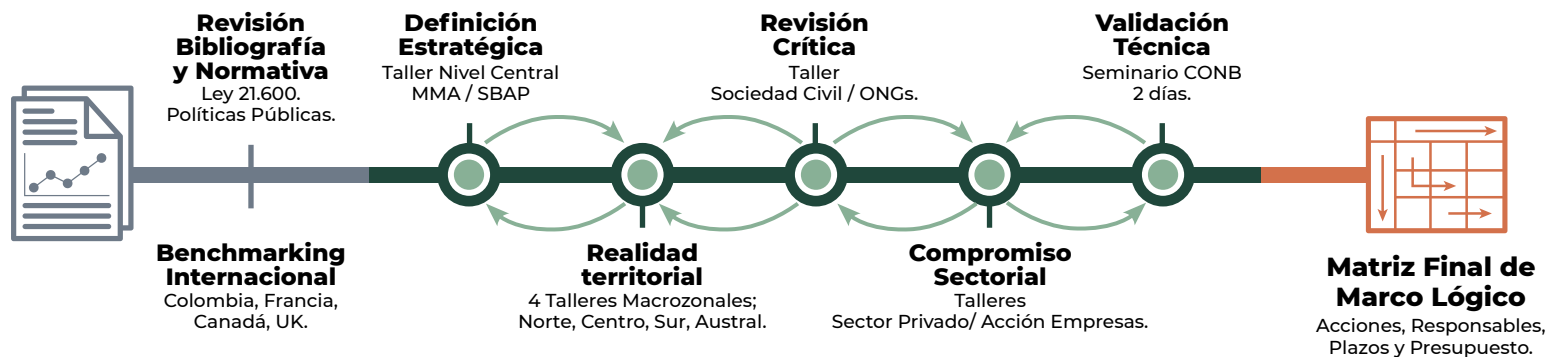 Revisión
Bibliografía
y Normativa
Ley 21.600.
Políticas Públicas.
Benchmarking
Internacional
Colombia, Francia,
Canadá, UK.
Definición
Estratégica
Taller Nivel Central
MMA / SBAP
Realidad
territorial
4 Talleres Macrozonales;
Norte, Centro, Sur, Austral.
Revisión
Crítica
Taller
Sociedad Civil / ONGs.
Compromiso
Sectorial
Talleres
Sector Privado/ Acción Empresas.
Validación
Técnica
Seminario CONB
2 días.
Matriz Final de
Marco Lógico
Acciones, Responsables,
Plazos y Presupuesto.